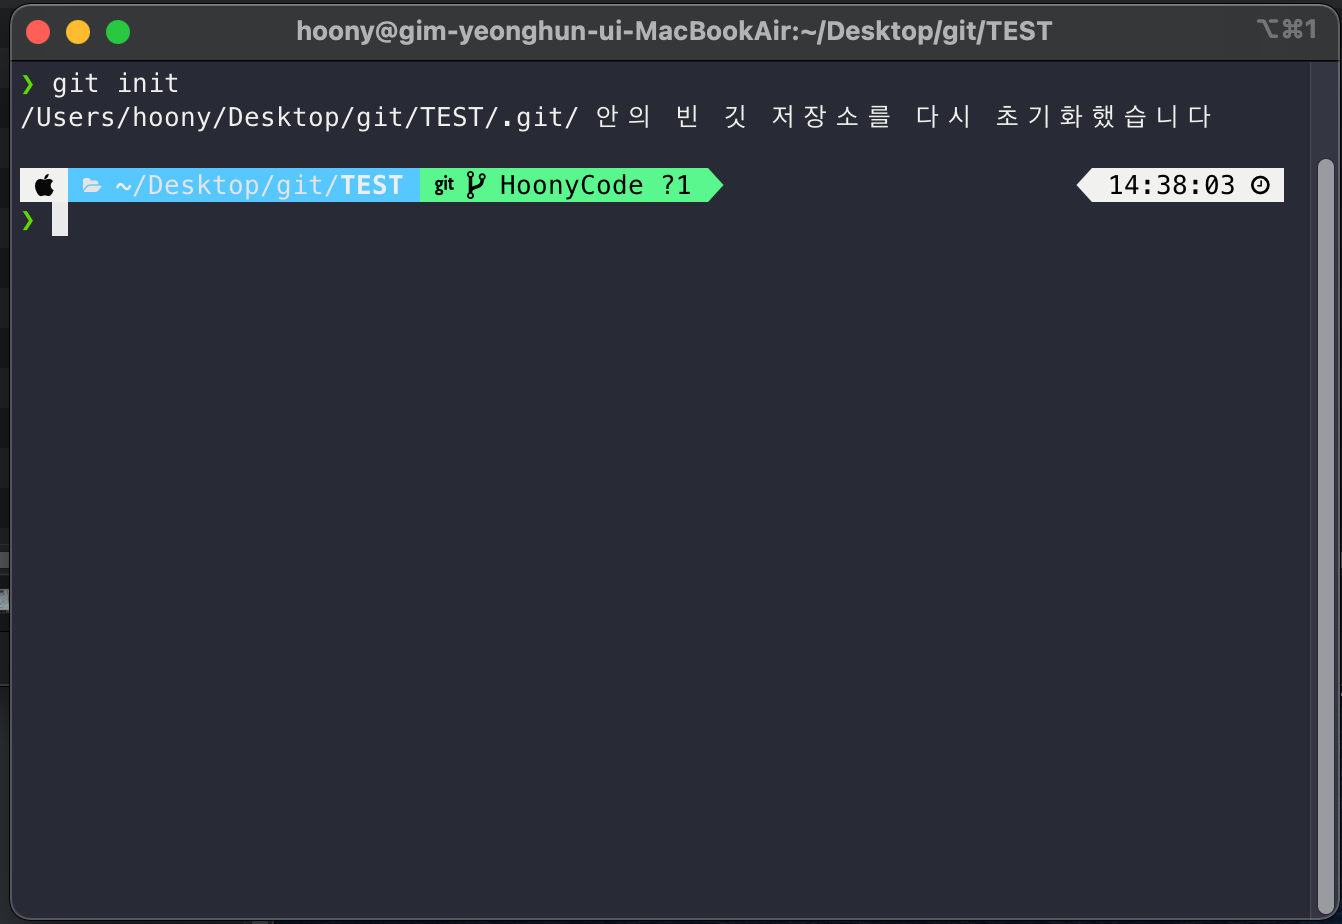 hoony@gim-yeonghun-ui-MacBookAir:~/Desktop/git/TEST ⌥⌘1
❯ git init
/Users/hoony/Desktop/git/TEST/.git/ 안의 빈 깃 저장소를 다시 초기화했습니다
~/Desktop/git/TEST git HoonyCode ?1 14:38:03
❯